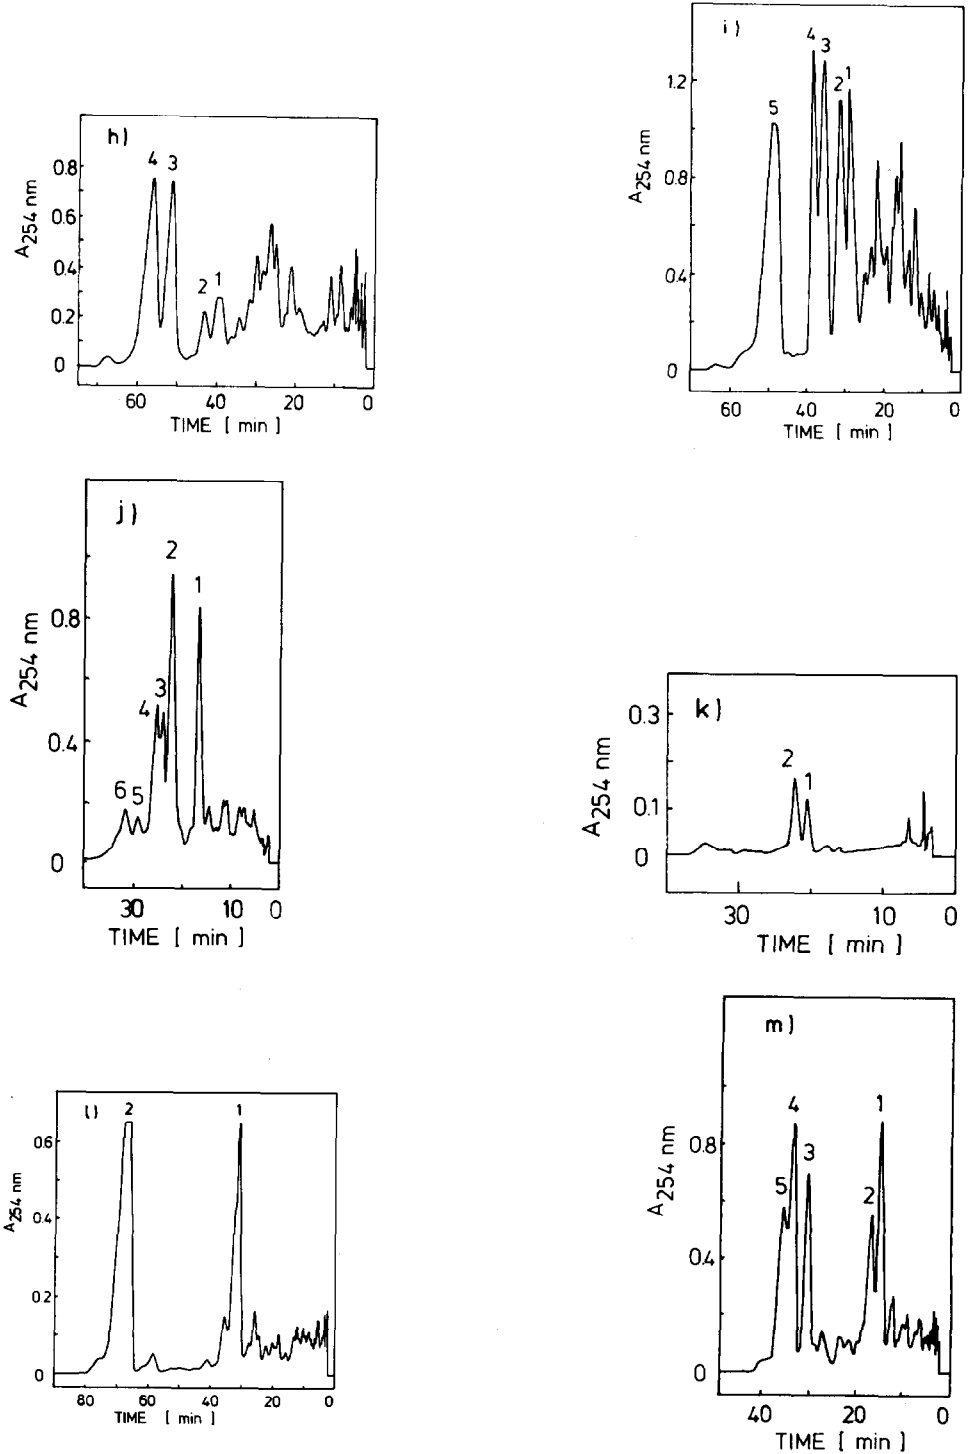 h)
4 3
2 1
0.8
0.6
0.4
0.2
0
A254 nm
60 40 20 0
TIME [ min ]
i)
4 3
2 1
5
1.2
0.8
0.4
0
A254 nm
60 40 20 0
TIME [ min ]
j)
2
1
3
4
6 5
0.8
0.4
0
A254 nm
30 10 0
TIME [ min ]
k)
2 1
0.3
0.1
0
A254 nm
30 10 0
TIME [ min ]
l)
2 1
0.6
0.4
0.2
0
A254 nm
80 60 40 20 0
TIME [ min ]
m)
4 1
3
5 2
0.8
0.4
0
A254 nm
40 20 0
TIME [ min ]